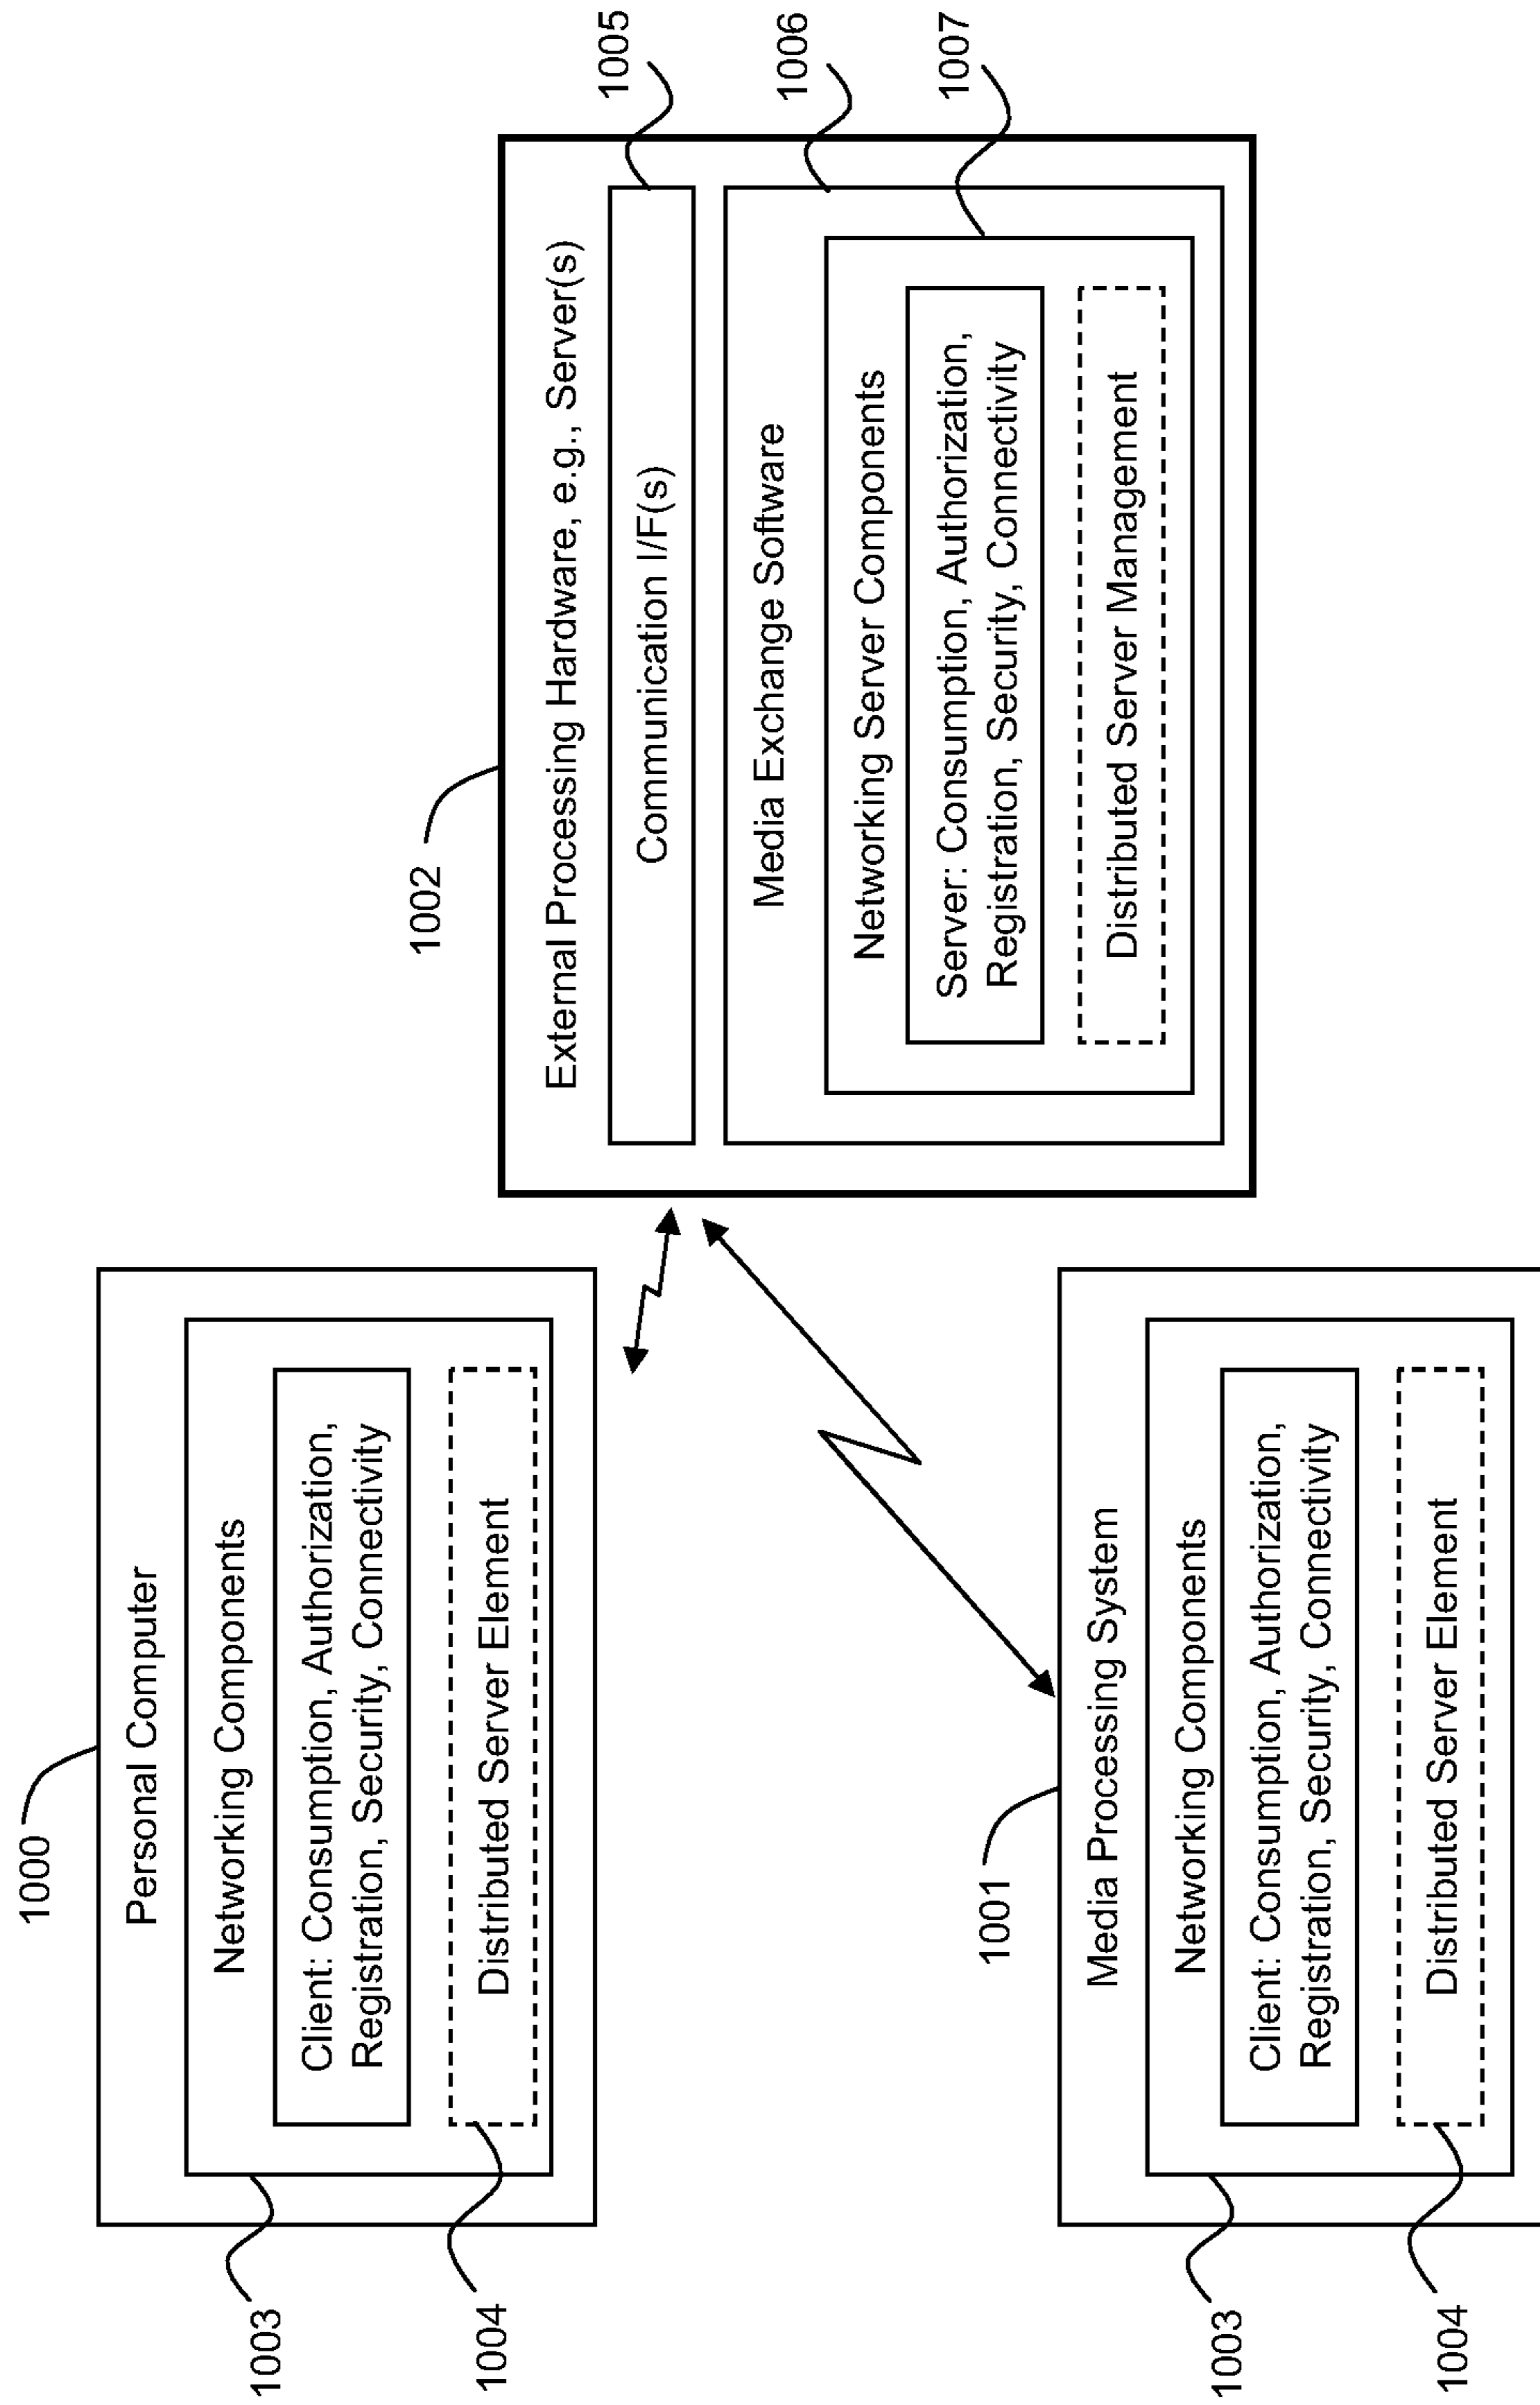 1000
Personal Computer
Networking Components
Client: Consumption, Authorization,
Registration, Security, Connectivity
Distributed Server Element
1003
1004
1002
External Processing Hardware, e.g., Server(s)
Communication I/F(s)
Media Exchange Software
Networking Server Components
Server: Consumption, Authorization,
Registration, Security, Connectivity
Distributed Server Management
1005
1006
1007
1001
Media Processing System
Networking Components
Client: Consumption, Authorization,
Registration, Security, Connectivity
Distributed Server Element
1003
1004